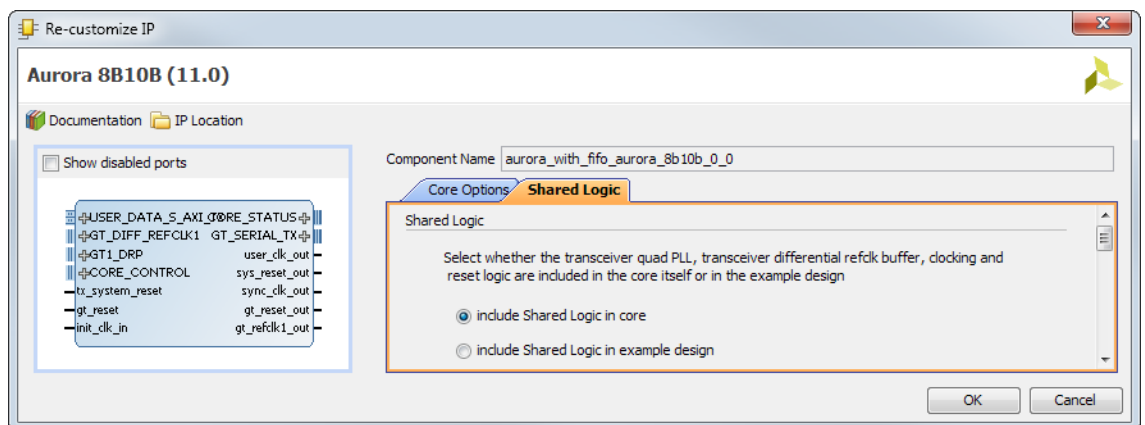 Re-customize IP
Aurora 8B10B (11.0)
Documentation IP Location
Show disabled ports
USER_DATA_S_AXI_
CORE_STATUS
GT_DIFF_REFCLK1 GT_SERIAL_TX
GT1_DRP user_clk_out
CORE_CONTROL sys_reset_out
tx_system_reset sync_clk_out
gt_reset gt_reset_out
init_clk_in gt_refclk1_out
Component Name aurora_with_fifo_aurora_8b10b_0_0
Core Options Shared Logic
Shared Logic
Select whether the transceiver quad PLL, transceiver differential refclk buffer, clocking and
reset logic are included in the core itself or in the example design
include Shared Logic in core
include Shared Logic in example design
OK Cancel